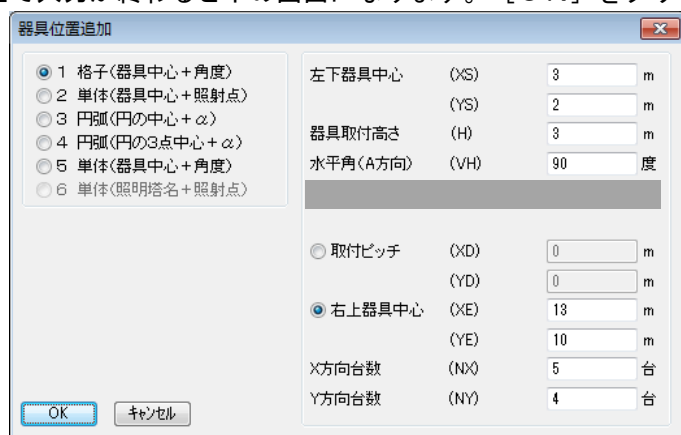 器具位置追加
1 格子(器具中心+角度)
2 単体(器具中心+照射点)
3 円弧(円の中心+α)
4 円弧(円の3点中心+α)
5 単体(器具中心+角度)
6 単体(照明塔名+照射点)
左下器具中心 (XS) 3 m
(YS) 2 m
器具取付高さ (H) 3 m
水平角(A方向) (VH) 90 度
取付ピッチ (XD) 0 m
(YD) 0 m
右上器具中心 (XE) 13 m
(YE) 10 m
X方向台数 (NX) 5 台
Y方向台数 (NY) 4 台
OK キャンセル